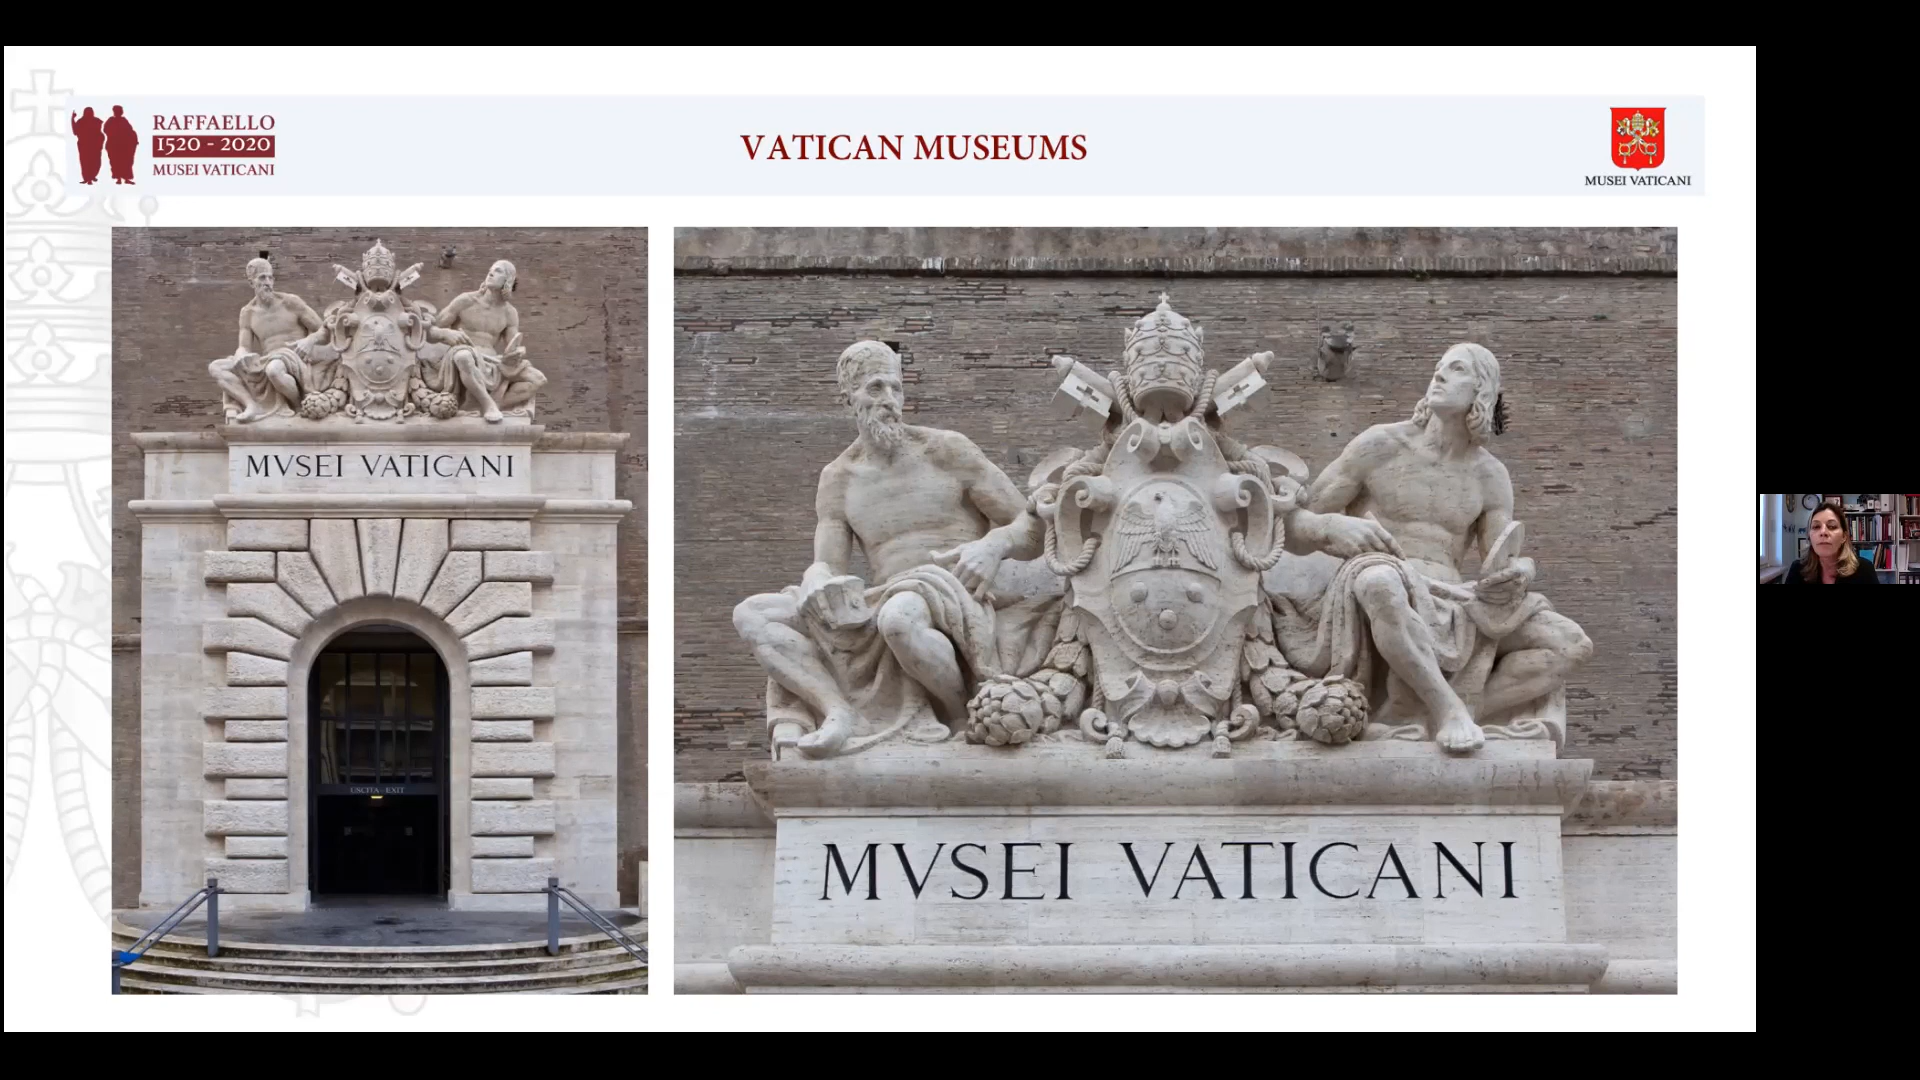 RAFFAELLO
1520 - 2020
MUSEI VATICANI
VATICAN MUSEUMS
MUSEI VATICANI
MVSEI VATICANI
USCITA - EXIT
MVSEI VATICANI